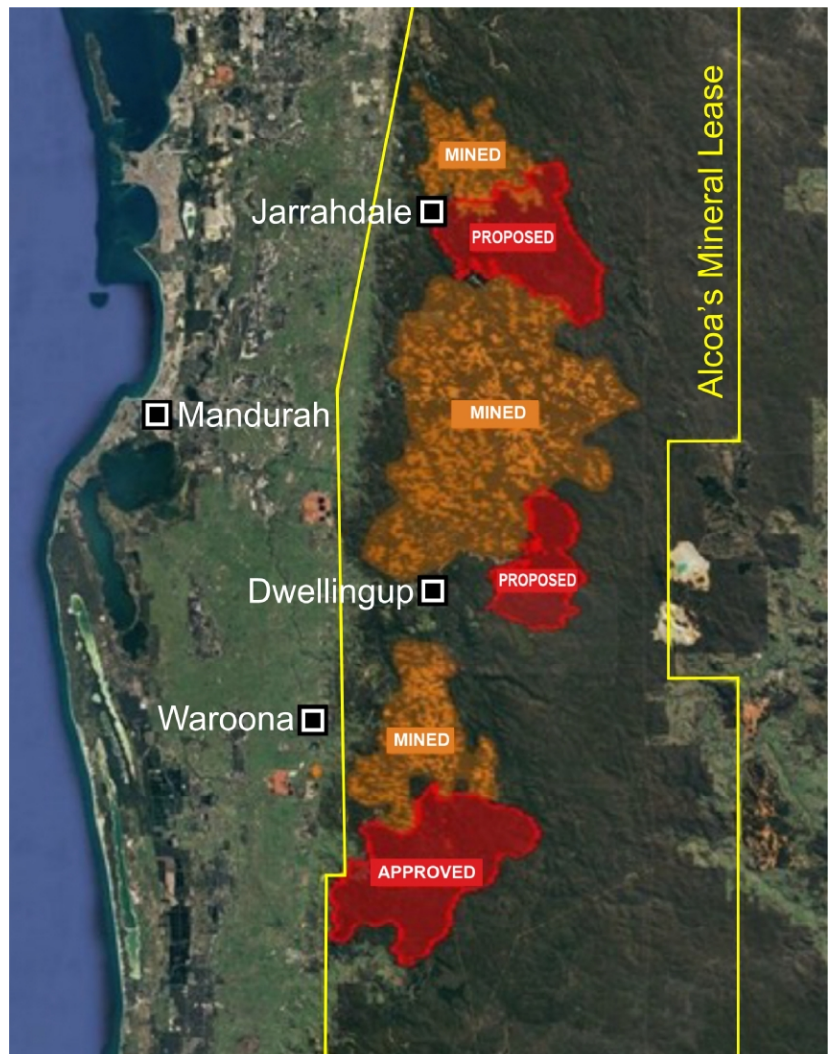 MINED
Jarrahdale
PROPOSED
Alcoa's Mineral Lease
MINED
Mandurah
PROPOSED
Dwellingup
Waroona
MINED
APPROVED